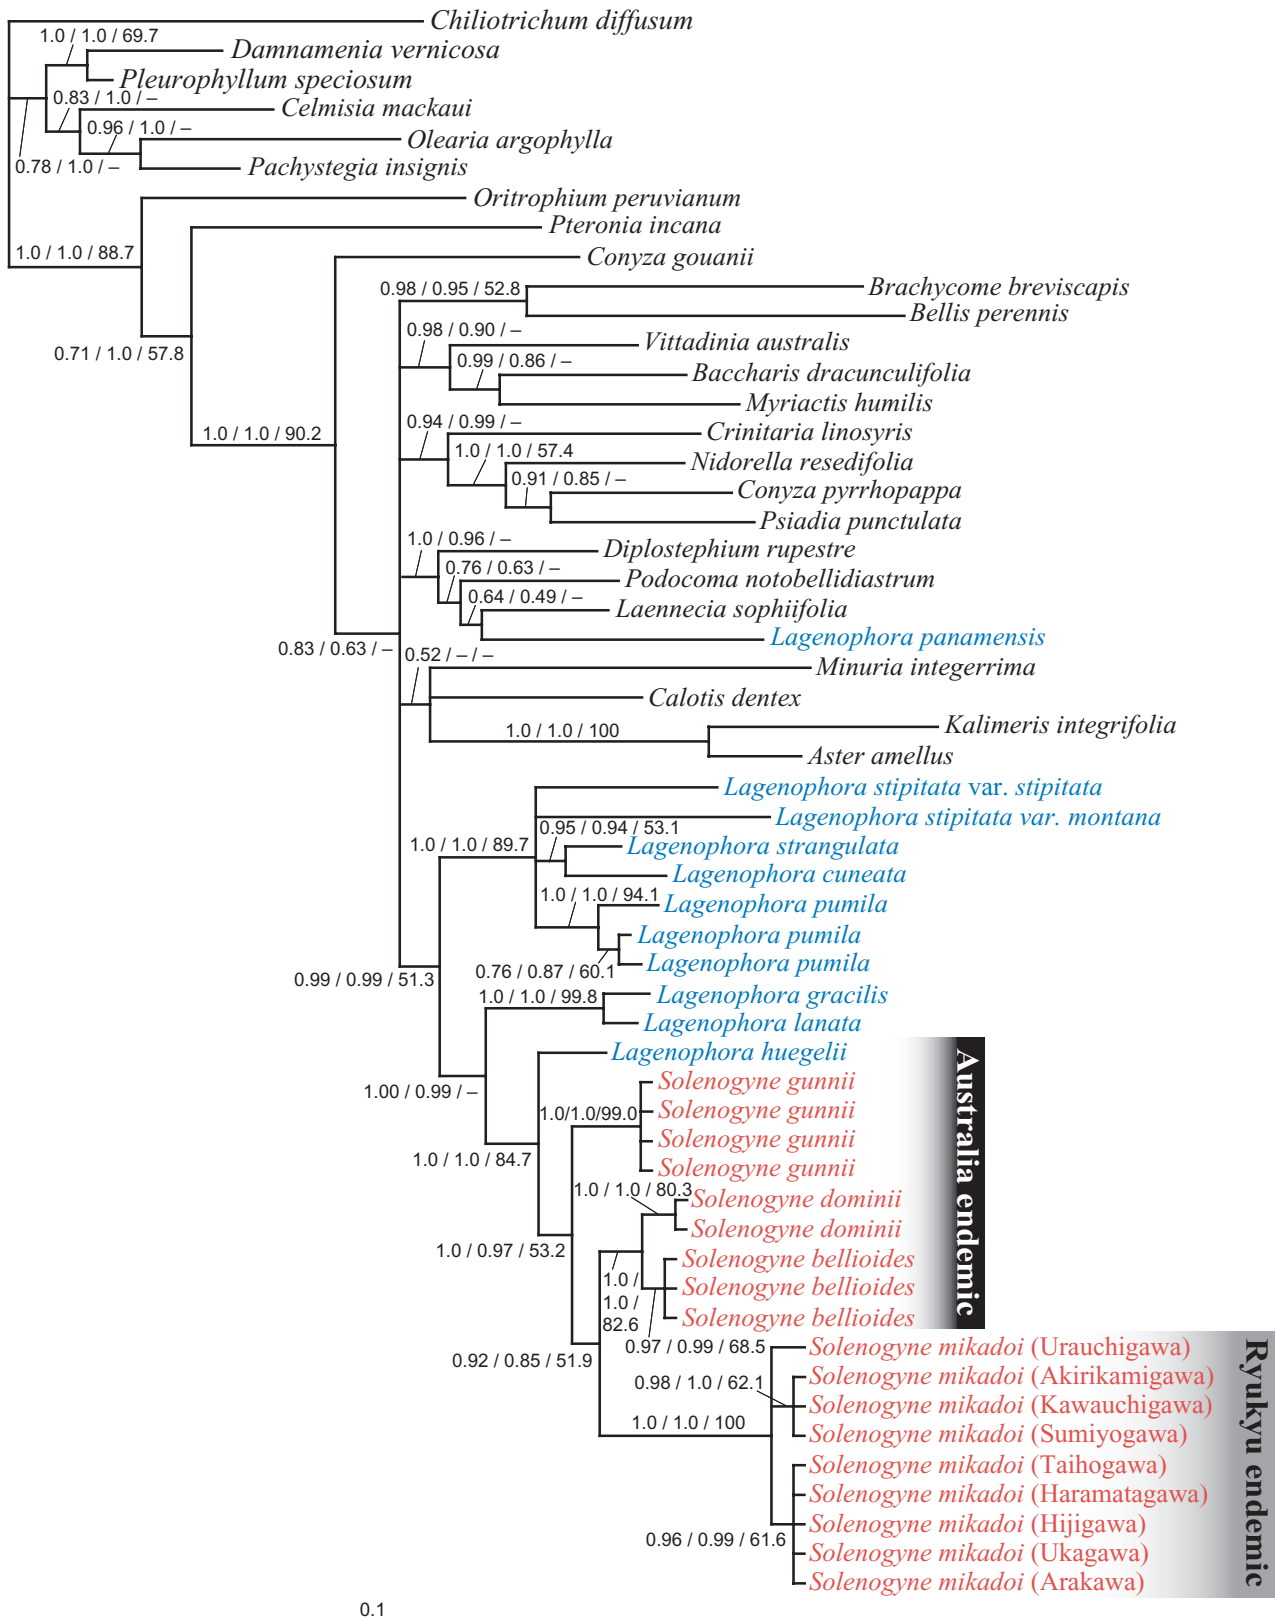 Chiliotrichum diffusum
1.0 / 1.0 / 69.7
Damnamenia vernicosa
Pleurophyllum speciosum
0.83 / 1.0 / –
Celmisia mackaui
0.96 / 1.0 / –
Olearia argophylla
0.78 / 1.0 / –
Pachystegia insignis
Oritrophium peruvianum
Pteronia incana
1.0 / 1.0 / 88.7
Conyza gouanii
0.98 / 0.95 / 52.8
Brachycome breviscapis
Bellis perennis
0.98 / 0.90 / –
Vittadinia australis
0.71 / 1.0 / 57.8
0.99 / 0.86 / –
Baccharis dracunculifolia
Myriactis humilis
0.94 / 0.99 / –
1.0 / 1.0 / 90.2
Crinitaria linosyris
1.0 / 1.0 / 57.4
Nidorella resedifolia
0.91 / 0.85 / –
Conyza pyrrhopappa
Psiadia punctulata
1.0 / 0.96 / –
Diplostephium rupestre
0.76 / 0.63 / –
Podocoma notobellidiastrum
0.64 / 0.49 / –
Laennecia sophiifolia
Lagenophora panamensis
0.83 / 0.63 / –
0.52 / – / –
Minuria integerrima
Calotis dentex
1.0 / 1.0 / 100
Kalimeris integrifolia
Aster amellus
Lagenophora stipitata var. stipitata
Lagenophora stipitata var. montana
0.95 / 0.94 / 53.1
1.0 / 1.0 / 89.7
Lagenophora strangulata
Lagenophora cuneata
1.0 / 1.0 / 94.1
Lagenophora pumila
Lagenophora pumila
0.76 / 0.87 / 60.1
Lagenophora pumila
0.99 / 0.99 / 51.3
1.0 / 1.0 / 99.8
Lagenophora gracilis
Lagenophora lanata
Lagenophora huegelii
Solenogyne gunnii
1.00 / 0.99 / –
1.0/1.0/99.0
Solenogyne gunnii
Solenogyne gunnii
1.0 / 1.0 / 84.7
Solenogyne gunnii
1.0 / 1.0 / 80.3
Solenogyne dominii
Solenogyne dominii
1.0 / 0.97 / 53.2
Solenogyne bellioides
1.0 /
1.0 /
82.6
Solenogyne bellioides
Solenogyne bellioides
Australia endemic
0.97 / 0.99 / 68.5
Solenogyne mikadoi (Urauchigawa)
0.92 / 0.85 / 51.9
0.98 / 1.0 / 62.1
Solenogyne mikadoi (Akirikamigawa)
Solenogyne mikadoi (Kawauchigawa)
1.0 / 1.0 / 100
Solenogyne mikadoi (Sumiyogawa)
Solenogyne mikadoi (Taihogawa)
Solenogyne mikadoi (Haramatagawa)
Solenogyne mikadoi (Hijigawa)
0.96 / 0.99 / 61.6
Solenogyne mikadoi (Ukagawa)
Solenogyne mikadoi (Arakawa)
Ryukyu endemic
0.1